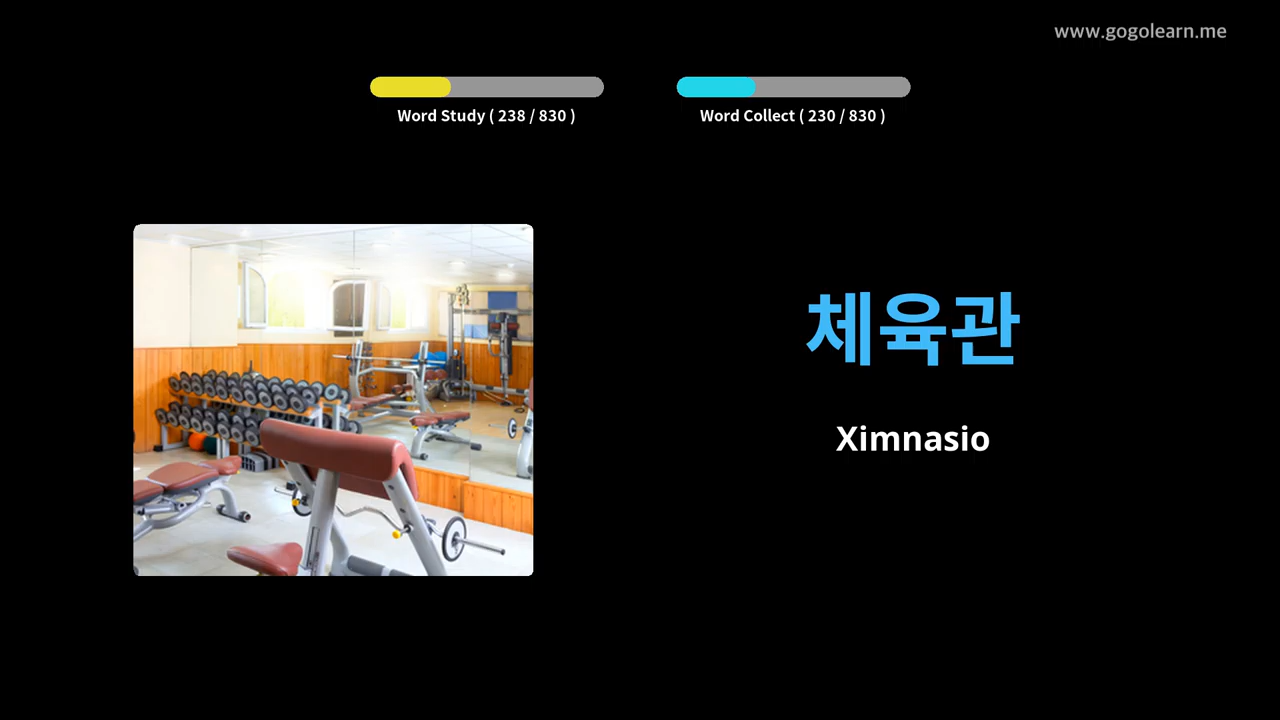 www.gogolearn.me
Word Study ( 238 / 830 )
Word Collect ( 230 / 830 )
체육관
Ximnasio